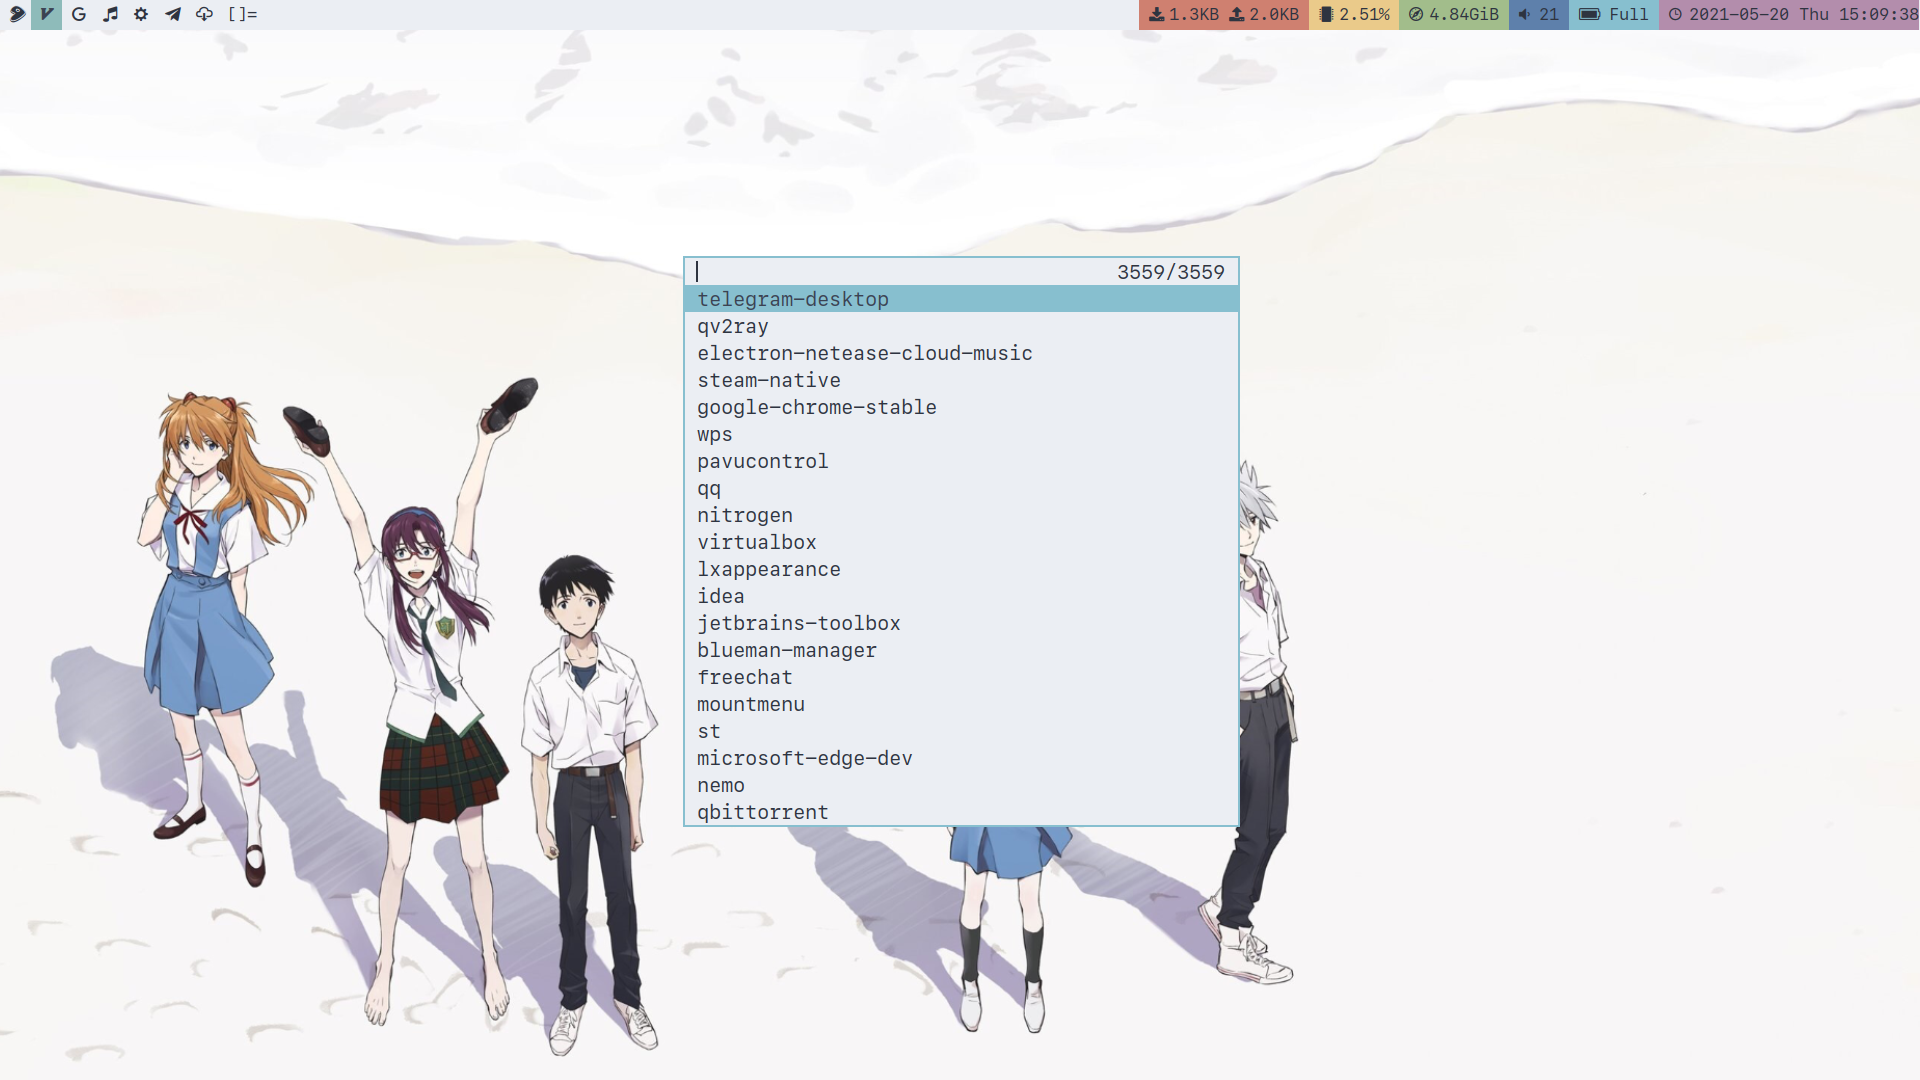 G []= 1.3KB 2.0KB 2.51% 4.84GiB 21 Full 2021-05-20 Thu 15:09:38
3559/3559
telegram-desktop
qv2ray
electron-netease-cloud-music
steam-native
google-chrome-stable
wps
pavucontrol
qq
nitrogen
virtualbox
lxappearance
idea
jetbrains-toolbox
blueman-manager
freechat
mountmenu
st
microsoft-edge-dev
nemo
qbittorrent